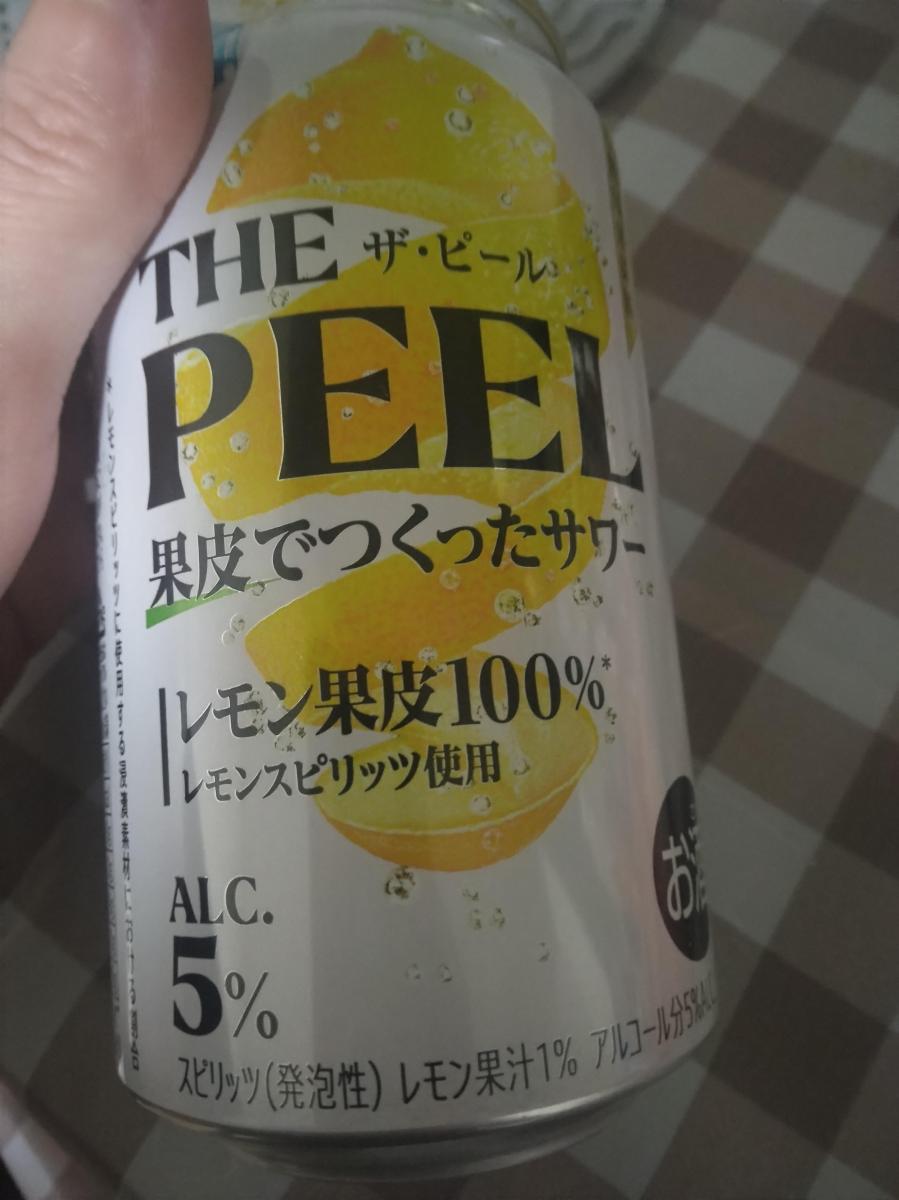 THE ザ・ピール
PEEL
果皮でつくったサワー
レモン果皮100%*
レモンスピリッツ使用
ALC.
5%
スピリッツ(発泡性) レモン果汁1% アルコール分5%
お酒